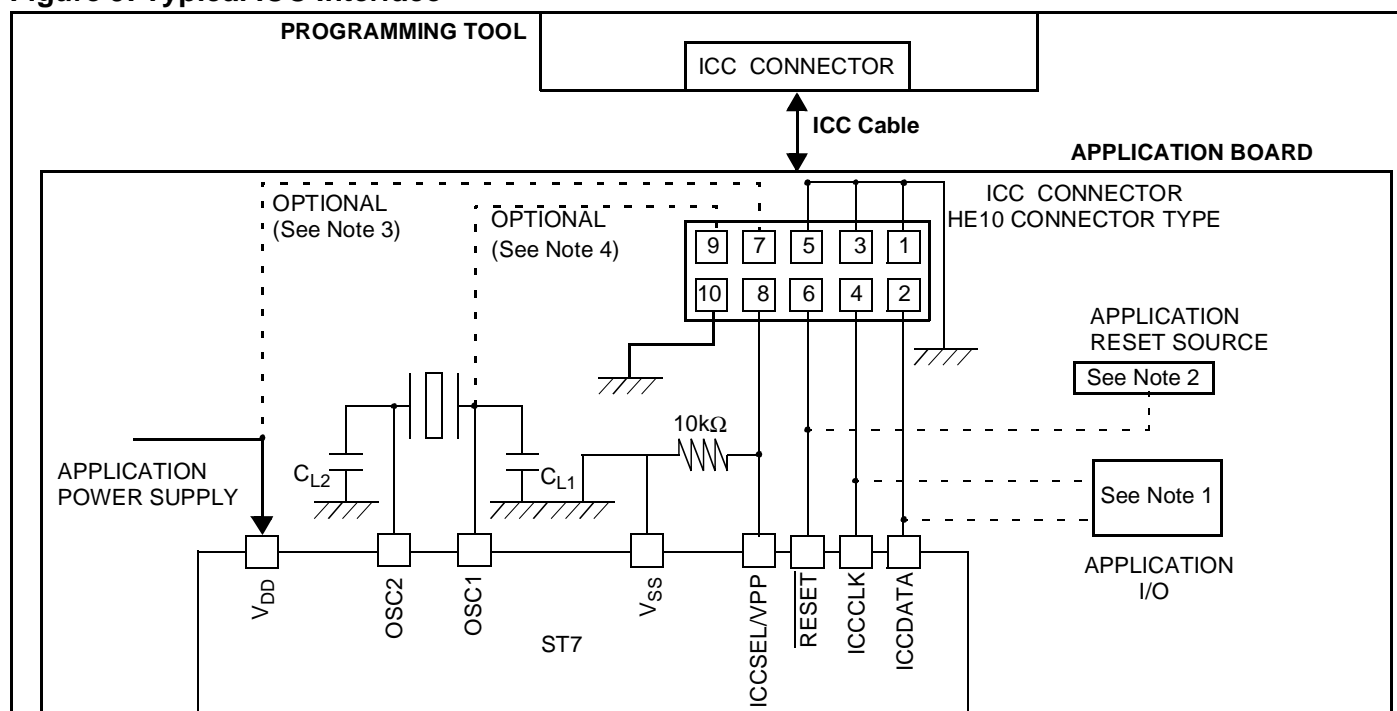 PROGRAMMING TOOL
ICC CONNECTOR
ICC Cable
APPLICATION BOARD
OPTIONAL
(See Note 3)
OPTIONAL
(See Note 4)
ICC CONNECTOR
HE10 CONNECTOR TYPE
9 7 5 3 1
10 8 6 4 2
APPLICATION
RESET SOURCE
See Note 2
10kΩ
APPLICATION
POWER SUPPLY
CL2
CL1
See Note 1
APPLICATION
I/O
VDD
OSC2
OSC1
VSS
ICCSEL/VPP
RESET
ICCCLK
ICCDATA
ST7